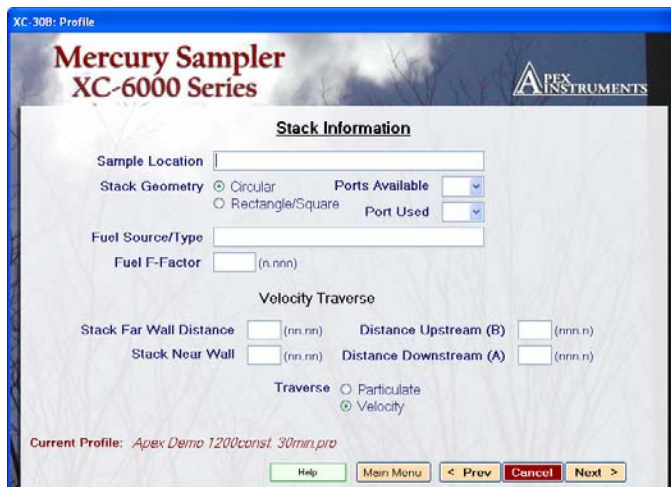 XC-30B: Profile
Mercury Sampler
XC-6000 Series
APEX
INSTRUMENTS
Stack Information
Sample Location
Stack Geometry Circular Ports Available
Rectangle/Square Port Used
Fuel Source/Type
Fuel F-Factor (n.nnn)
Velocity Traverse
Stack Far Wall Distance (nn.nn) Distance Upstream (B) (nnn.n)
Stack Near Wall (nn.nn) Distance Downstream (A) (nnn.n)
Traverse Particulate
Velocity
Current Profile: Apex Demo 1200const. 30min.pro
Help Main Menu < Prev Cancel Next >